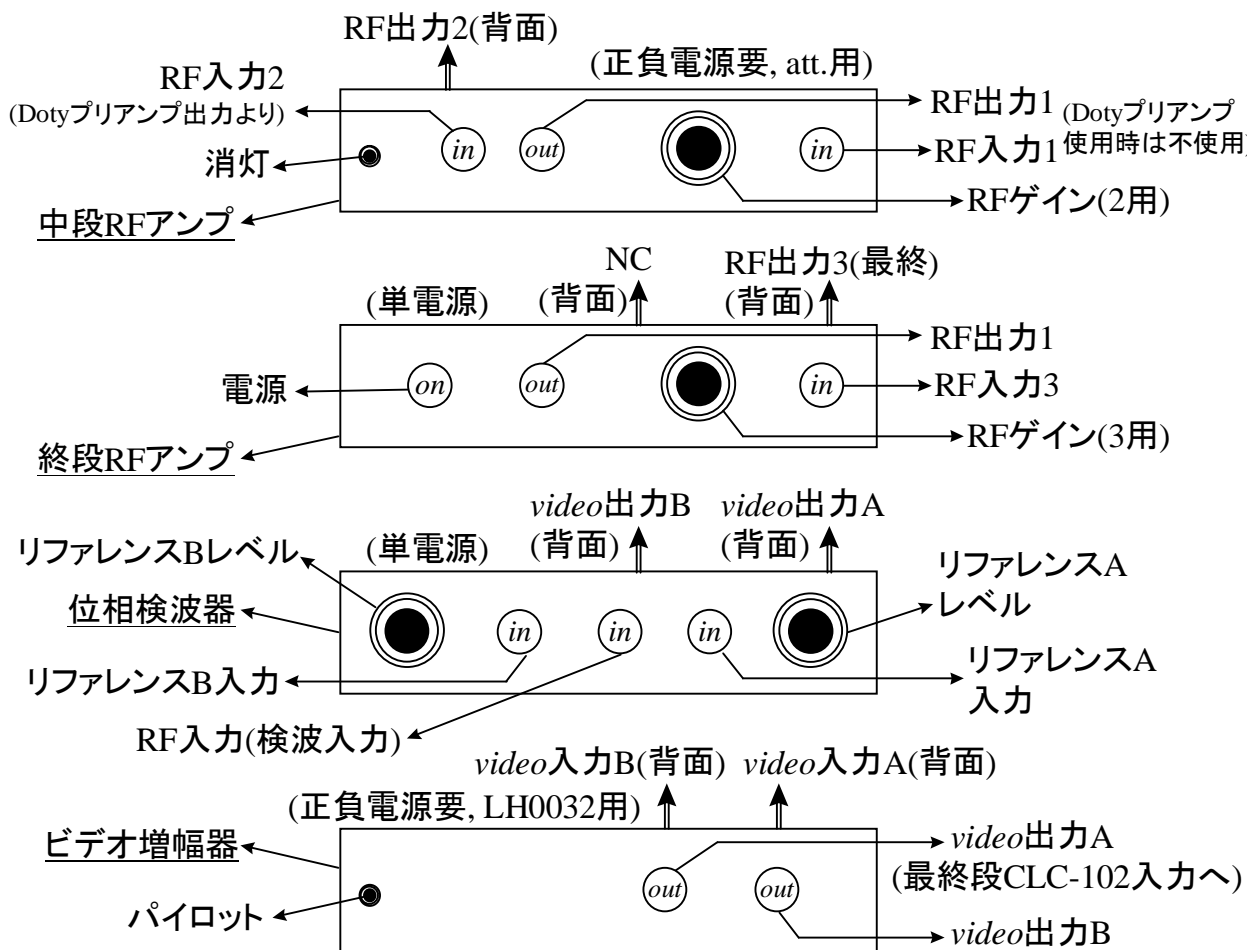 RF出力2(背面)
(正負電源要, att.用)
RF入力2
(Dotyプリアンプ出力より)
RF出力1 (Dotyプリアンプ
in
out
in
消灯
RF入力1 使用時は不使用)
RFゲイン(2用)
中段RFアンプ
NC
RF出力3(最終)
(単電源)
(背面)
(背面)
RF出力1
電源
on
out
in
RF入力3
RFゲイン(3用)
終段RFアンプ
video出力B
video出力A
リファレンスBレベル
(単電源)
(背面)
(背面)
リファレンスA
レベル
位相検波器
in
in
in
リファレンスB入力
リファレンスA
入力
RF入力(検波入力)
video入力B(背面)
video入力A(背面)
(正負電源要, LH0032用)
ビデオ増幅器
video出力A
(最終段CLC-102入力へ)
out
out
パイロット
video出力B